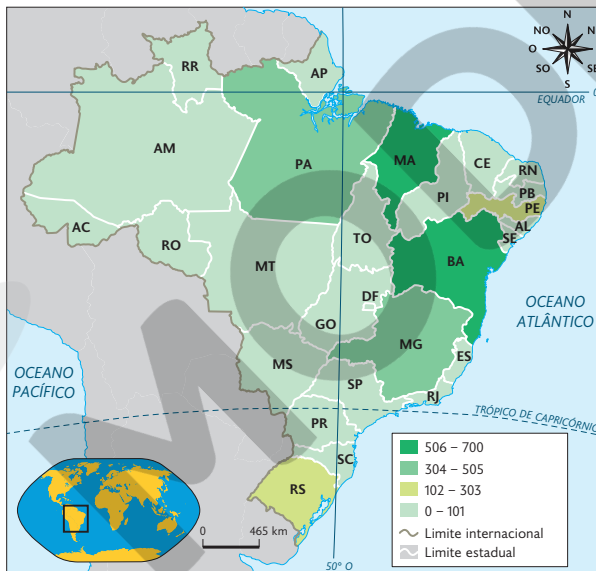 N
NO
N
O
SO
SE
S
EQUADOR
0
RR
AP
AM
PA
MA
CE
RN
PB
PI
PE
AL
SE
AC
RO
TO
MT
BA
DF
GO
OCEANO
ATLÂNTICO
MG
ES
MS
SP
RJ
OCEANO
PACÍFICO
TRÓPICO DE CAPRICÓRNIO
PR
SC
RS
506 – 700
304 – 505
102 – 303
0 – 101
Limite internacional
Limite estadual
0
465 km
50° O